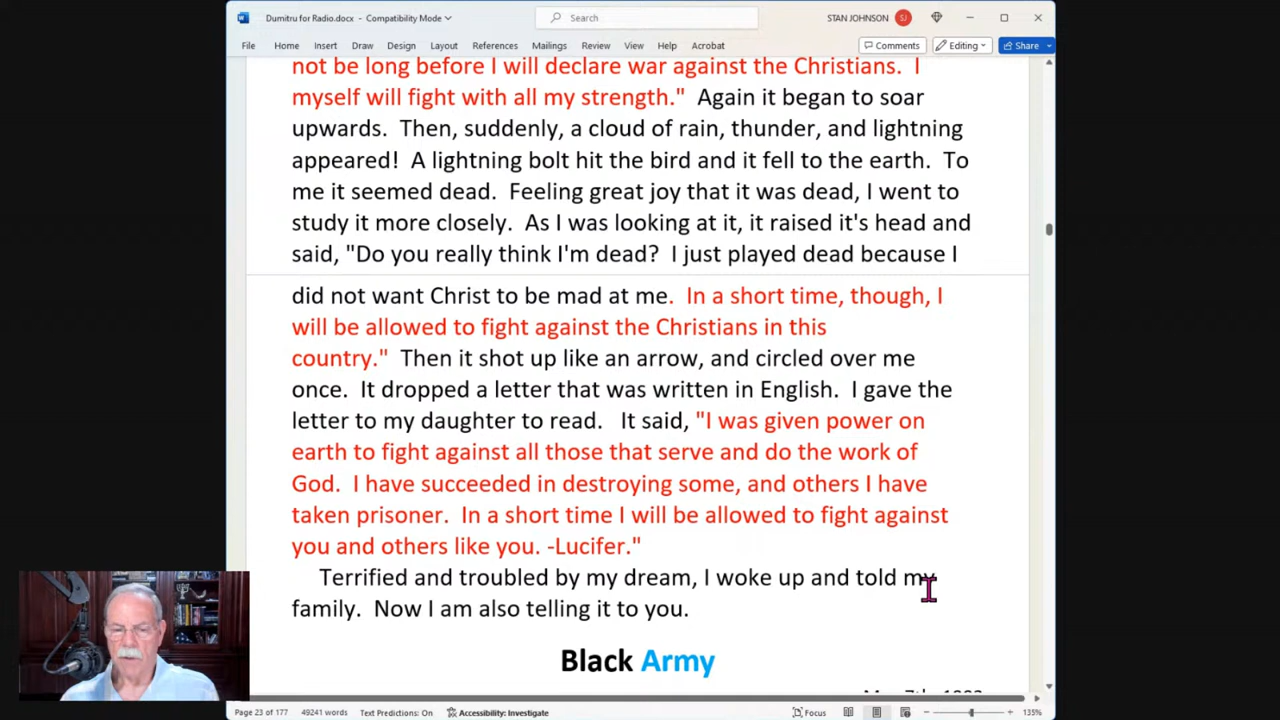 Dumitru for Radio.docx - Compatibility Mode
Search
STAN JOHNSON SJ
File Home Insert Draw Design Layout References Mailings Review View Help Acrobat Comments Editing Share
not be long before I will declare war against the Christians. I
myself will fight with all my strength." Again it began to soar
upwards. Then, suddenly, a cloud of rain, thunder, and lightning
appeared! A lightning bolt hit the bird and it fell to the earth. To
me it seemed dead. Feeling great joy that it was dead, I went to
study it more closely. As I was looking at it, it raised it's head and
said, "Do you really think I'm dead? I just played dead because I
did not want Christ to be mad at me. In a short time, though, I
will be allowed to fight against the Christians in this
country." Then it shot up like an arrow, and circled over me
once. It dropped a letter that was written in English. I gave the
letter to my daughter to read. It said, "I was given power on
earth to fight against all those that serve and do the work of
God. I have succeeded in destroying some, and others I have
taken prisoner. In a short time I will be allowed to fight against
you and others like you. -Lucifer."
Terrified and troubled by my dream, I woke up and told my
family. Now I am also telling it to you.
Black Army
Page 23 of 177 49241 words Text Predictions: On Accessibility: Investigate Focus 135%